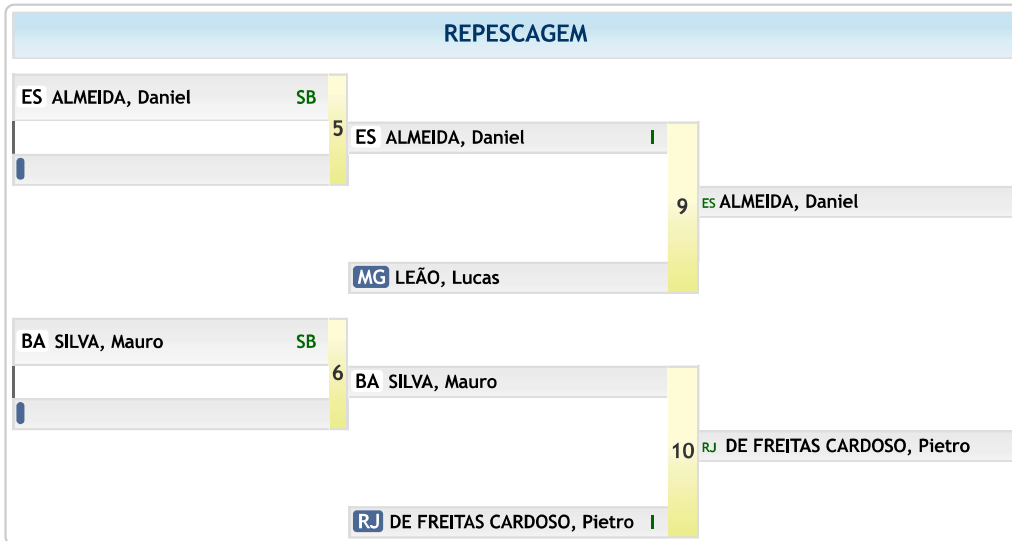 REPESCAGEM
ES ALMEIDA, Daniel SB
5
ES ALMEIDA, Daniel I
9
ES ALMEIDA, Daniel
MG LEÃO, Lucas
BA SILVA, Mauro SB
6
BA SILVA, Mauro
10
RJ DE FREITAS CARDOSO, Pietro
RJ DE FREITAS CARDOSO, Pietro I